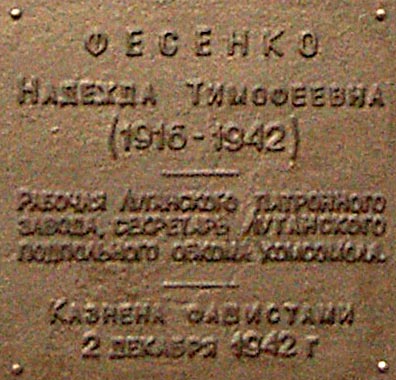 ФЕСЕНКО
НАДЕЖДА ТИМОФЕЕВНА
(1916-1942)
РАБОЧАЯ ЛУГАНСКОГО ПАТРОННОГО
ЗАВОДА, СЕКРЕТАРЬ ЛУГАНСКОГО
ПОДПОЛЬНОГО ОБКОМА КОМСОМОЛА.
КАЗНЕНА ФАШИСТАМИ
2 ДЕКАБРЯ 1942 Г